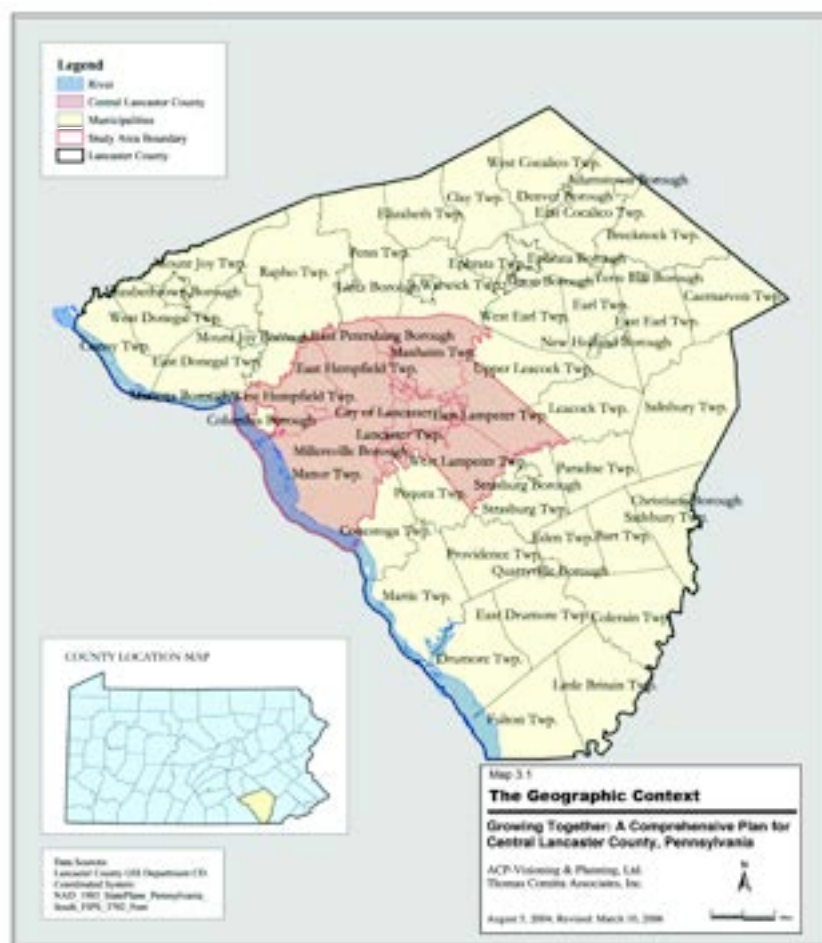 Legend
River
Central Lancaster County
Municipalities
Study Area Boundary
Lancaster County
West Cocalico Twp.
Adamstown Borough
Clay Twp.
Denver Borough
East Cocalico Twp.
Elizabeth Twp.
Brecknock Twp.
Penn Twp.
Mount Joy Twp.
Rapho Twp.
Ephrata Twp.
Ephrata Borough
Lititz Borough
Warwick Twp.
Terre Hill Borough
Caernarvon Twp.
Elizabethtown Borough
West Donegal Twp.
West Earl Twp.
Earl Twp.
East Earl Twp.
Conoy Twp.
Mount Joy Borough
East Petersburg Borough
New Holland Borough
Manheim Twp.
East Donegal Twp.
East Hempfield Twp.
Upper Leacock Twp.
Marietta Borough
West Hempfield Twp.
Leacock Twp.
Salisbury Twp.
Columbia Borough
City of Lancaster
East Lampeter Twp.
Lancaster Twp.
Millersville Borough
West Lampeter Twp.
Paradise Twp.
Manor Twp.
Strasburg Borough
Pequea Twp.
Christiana Borough
Strasburg Twp.
Sadsbury Twp.
Conestoga Twp.
Eden Twp.
Bart Twp.
Providence Twp.
Quarryville Borough
Martic Twp.
East Drumore Twp.
Colerain Twp.
Drumore Twp.
Little Britain Twp.
Fulton Twp.
COUNTY LOCATION MAP
Map 3.1
The Geographic Context
Growing Together: A Comprehensive Plan for
Central Lancaster County, Pennsylvania
ACP-Visioning & Planning, Ltd.
Thomas Comitta Associates, Inc.
N
August 5, 2004; Revised: March 10, 2006
Data Sources:
Lancaster County GIS Department CD.
Coordinated System:
NAD_1983_StatePlane_Pennsylvania_
South_FIPS_3702_Feet